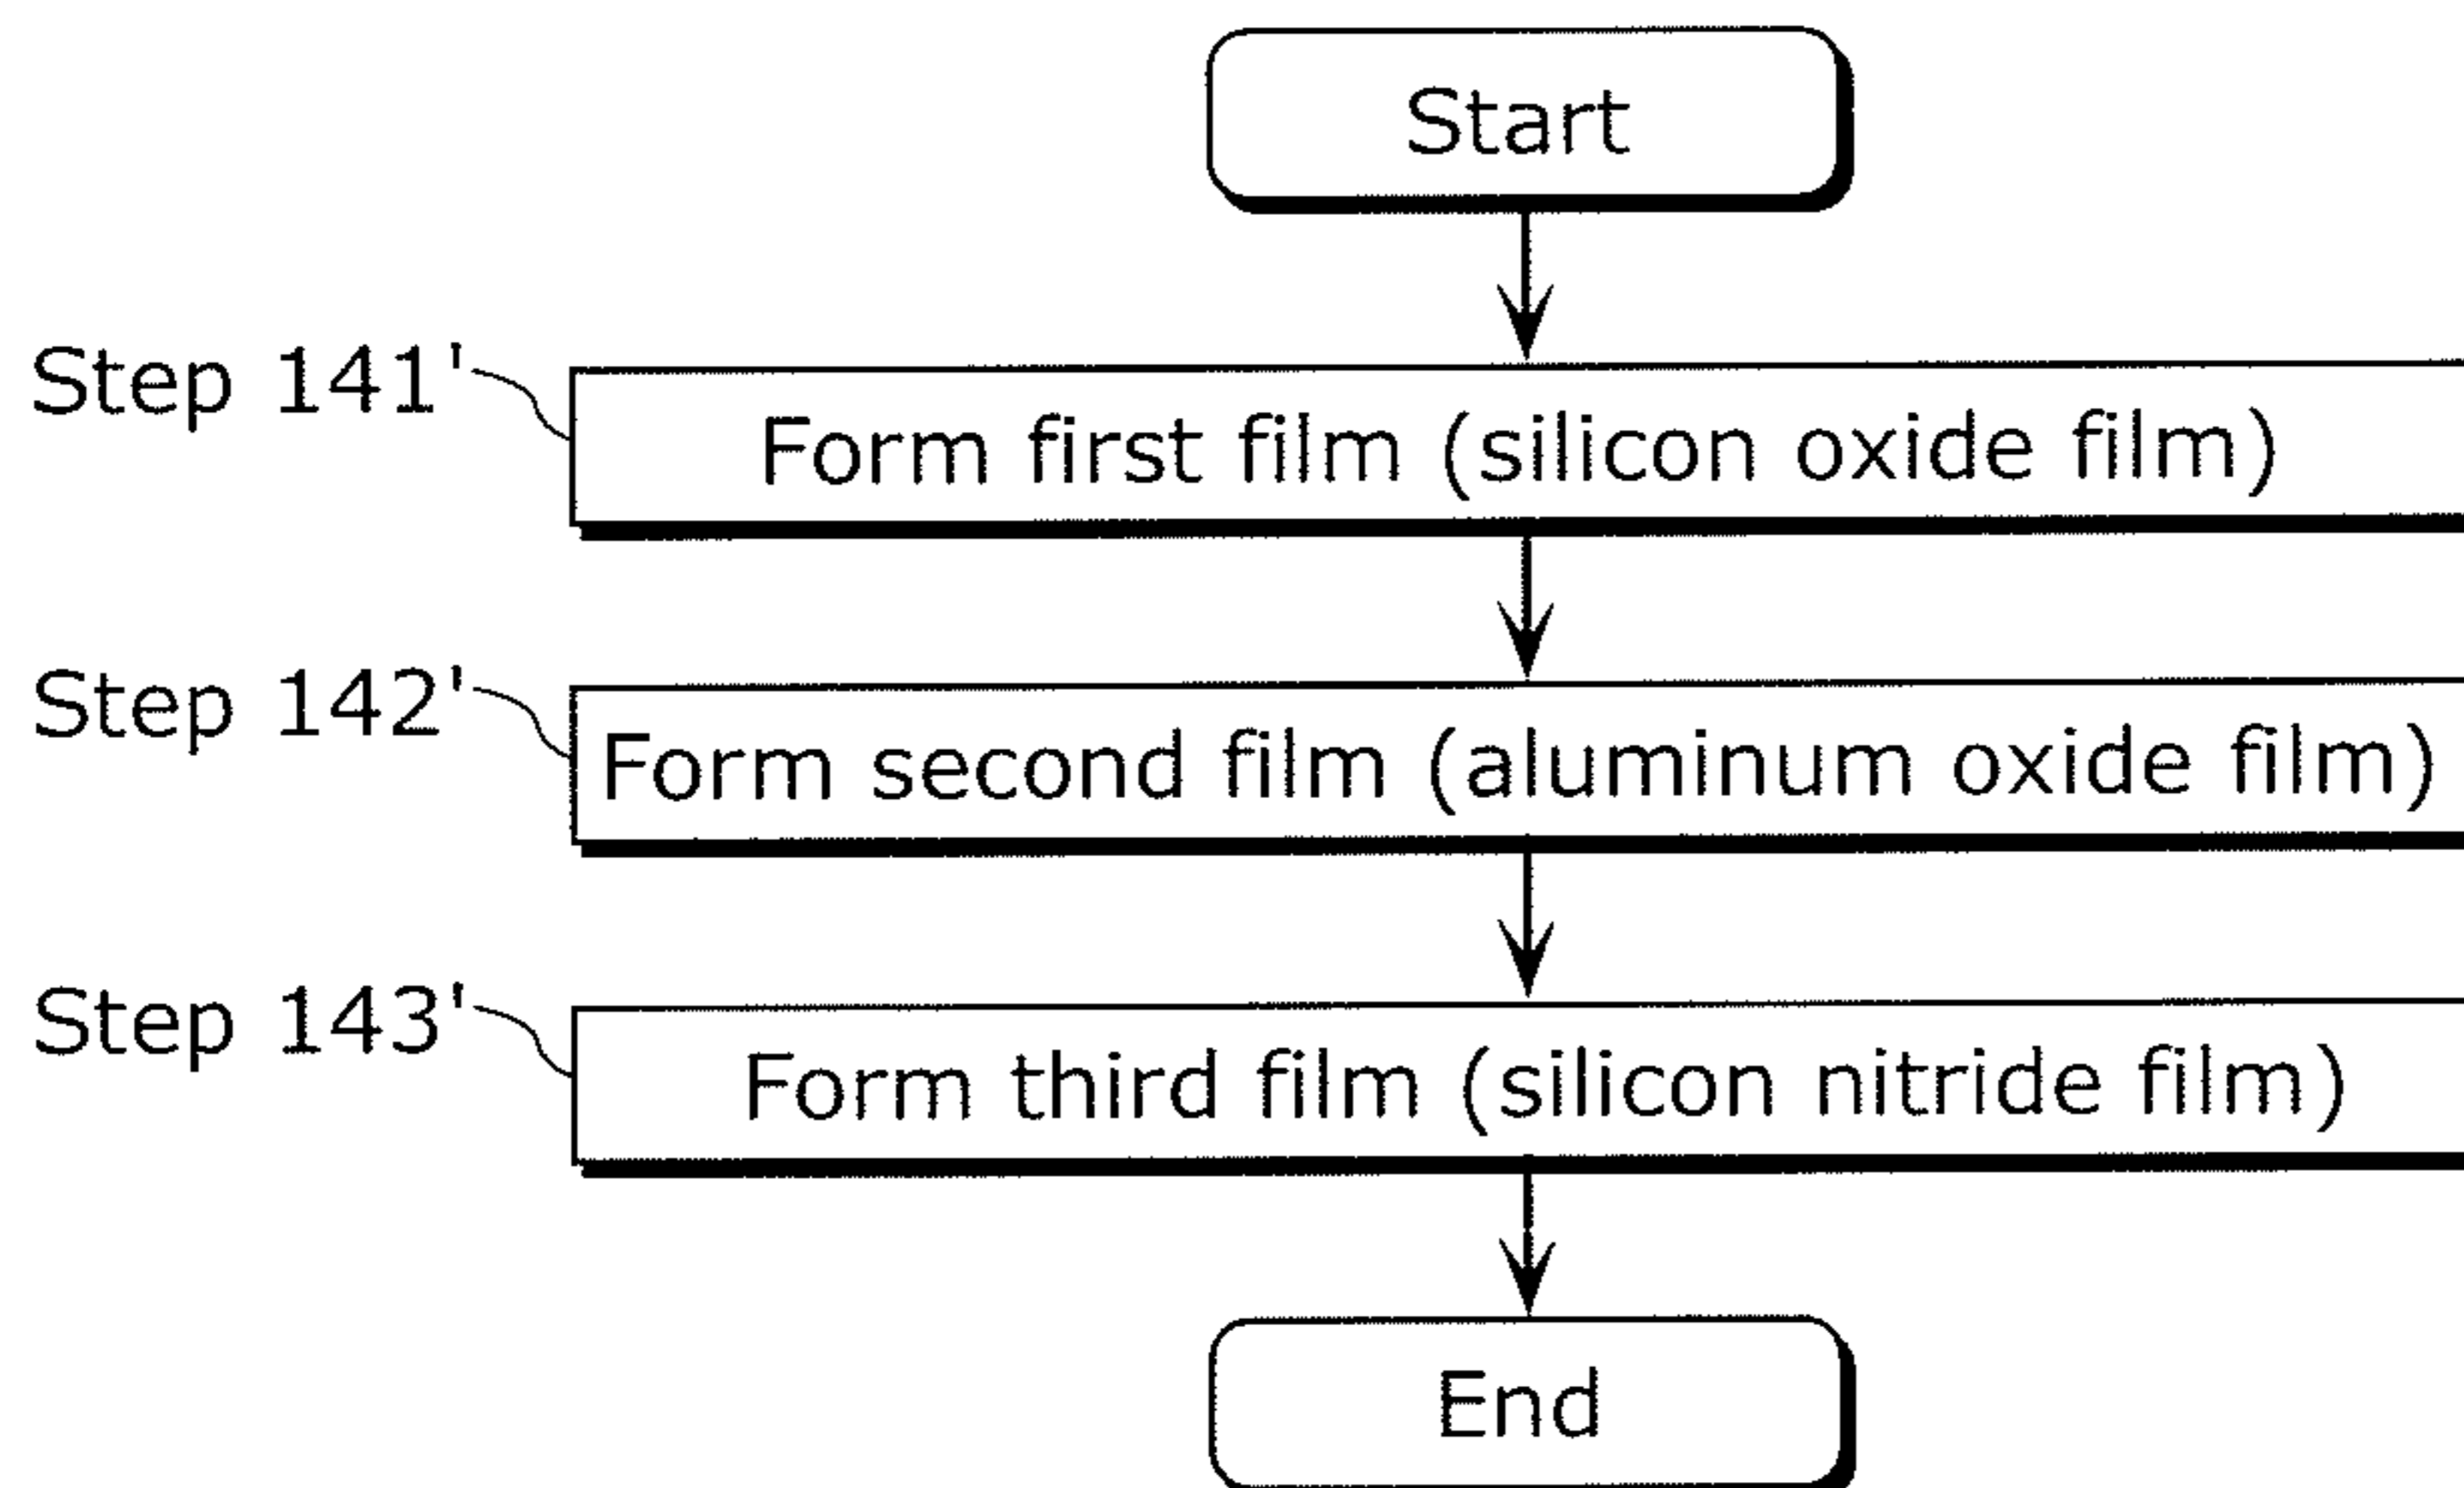 Start
Step 141'
Form first film (silicon oxide film)
Step 142'
Form second film (aluminum oxide film)
Step 143'
Form third film (silicon nitride film)
End